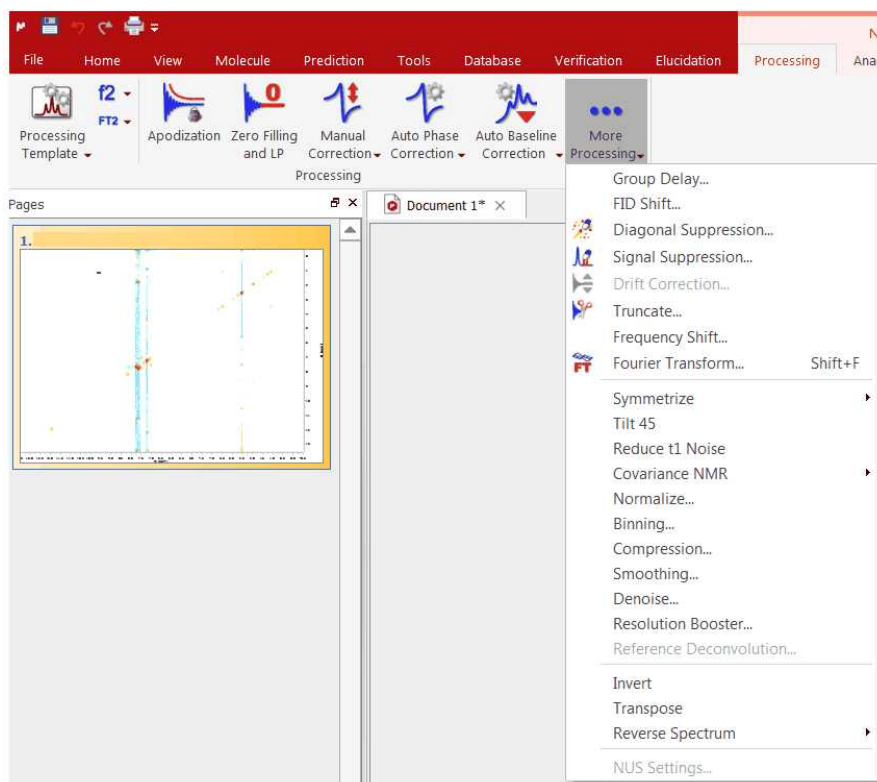 N
File Home View Molecule Prediction Tools Database Verification Elucidation Processing Ana
f2
FT2
Processing Template
Apodization
Zero Filling and LP
Manual Correction
Auto Phase Correction
Auto Baseline Correction
More Processing
Processing
Pages
Document 1*
1.
Group Delay...
FID Shift...
Diagonal Suppression...
Signal Suppression...
Drift Correction...
Truncate...
Frequency Shift...
FT Fourier Transform... Shift+F
Symmetrize
Tilt 45
Reduce t1 Noise
Covariance NMR
Normalize...
Binning...
Compression...
Smoothing...
Denoise...
Resolution Booster...
Reference Deconvolution...
Invert
Transpose
Reverse Spectrum
NUS Settings...